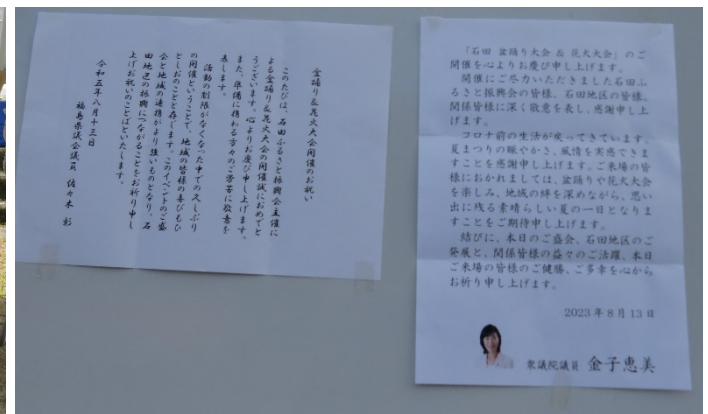 盆踊り&花火大会開催のお祝い
このたびは、石田ふるさと振興会主催に
よる盆踊り&花火大会の開催誠におめでと
うございます。心よりお慶び申し上げます。
また、準備に携わる方々のご労苦に敬意を
表します。
活動の制限がなくなった中での久しぶり
の開催ということで、地域の皆様の喜びもひ
としおのことと存じます。このイベントのご盛
会と地域の連携がより強いものとなり、石
田地区の振興につながることをお祈り申し
上げお祝いのことばといたします。
令和五年八月十三日
福島県議会議員 佐々木 彰
「石田 盆踊り大会 & 花火大会」のご
開催を心よりお慶び申し上げます。
開催にご尽力いただきました石田ふ
るさと振興会の皆様、石田地区の皆様、
関係皆様に深く敬意を表し、感謝申し上
げます。
コロナ前の生活が戻ってきています。
夏まつりの賑やかさ、風情を実感できま
すことを感謝申し上げます。ご来場の皆
様におかれましては、盆踊りや花火大会
を楽しみ、地域の絆を深めながら、思い
出に残る素晴らしい夏の一日となりま
すことをご期待申し上げます。
結びに、本日のご盛会、石田地区のご
発展と、関係皆様の益々のご活躍、本日
ご来場の皆様のご健勝、ご多幸を心から
お祈り申し上げます。
2023年8月13日
衆議院議員 金子恵美